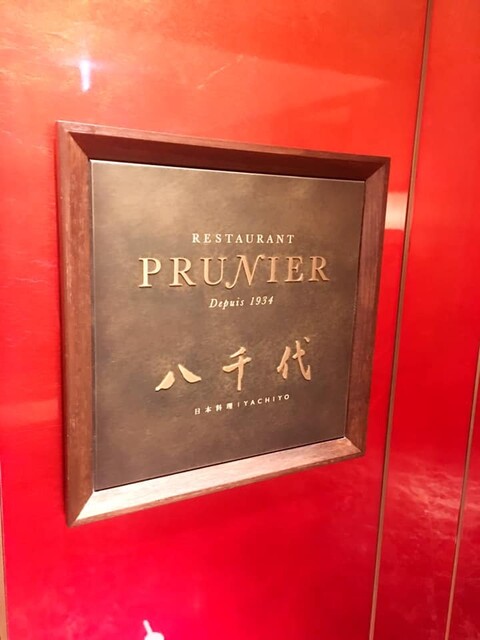 RESTAURANT
PRUNIER
Depuis 1934
八千代
日本料理 | YACHIYO